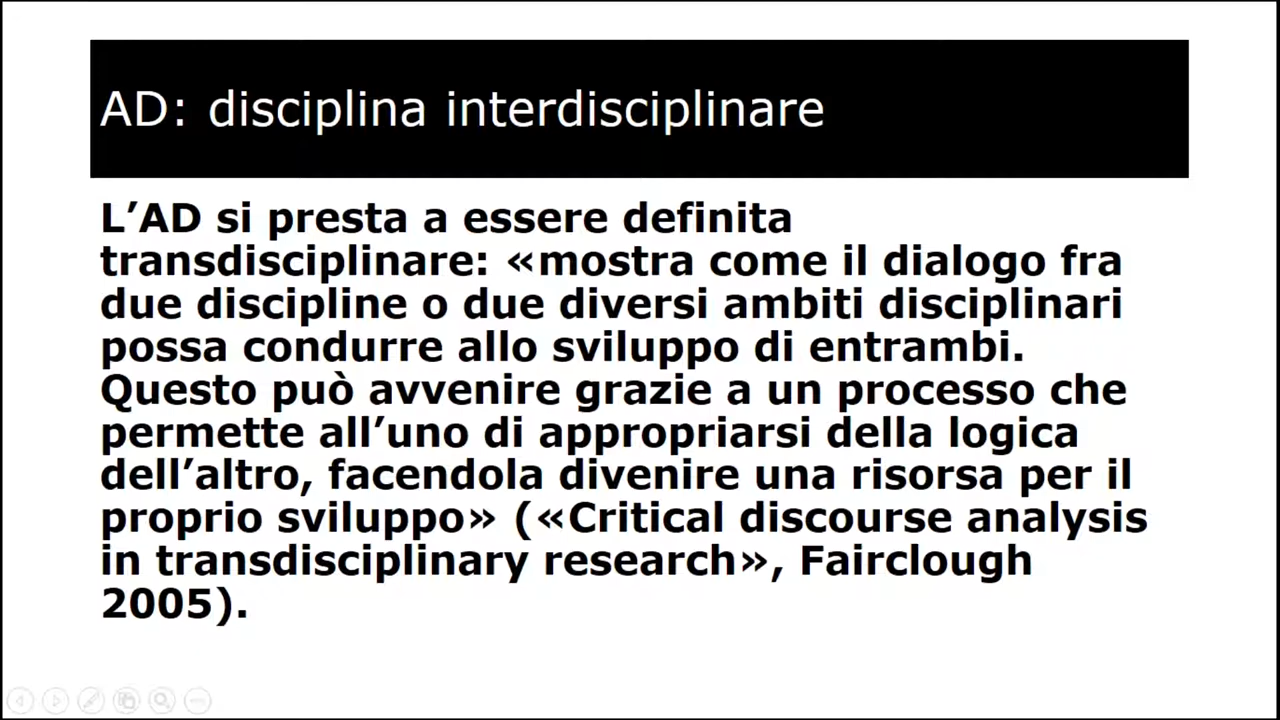 AD: disciplina interdisciplinare
L’AD si presta a essere definita
transdisciplinare: «mostra come il dialogo fra
due discipline o due diversi ambiti disciplinari
possa condurre allo sviluppo di entrambi.
Questo può avvenire grazie a un processo che
permette all’uno di appropriarsi della logica
dell’altro, facendola divenire una risorsa per il
proprio sviluppo» («Critical discourse analysis
in transdisciplinary research», Fairclough
2005).